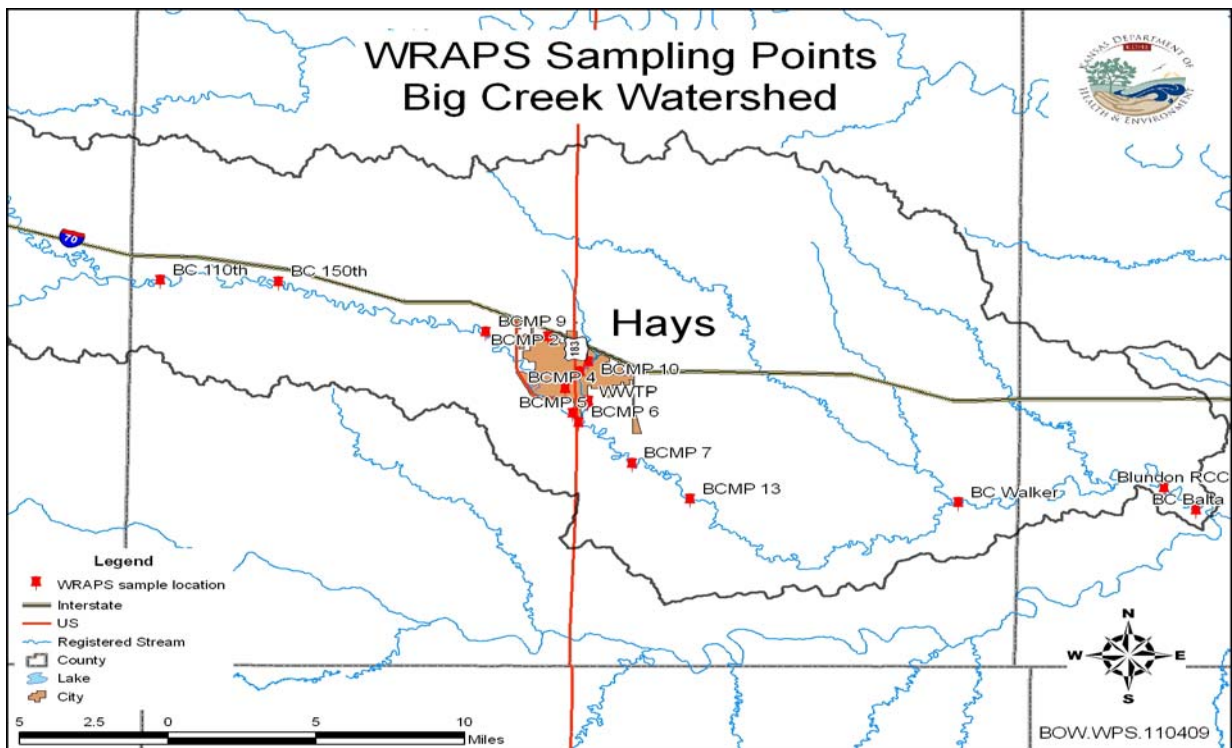 WRAPS Sampling Points
Big Creek Watershed
KANSAS DEPARTMENT OF
HEALTH & ENVIRONMENT
70
BC 110th
BC 150th
Hays
BCMP 9
BCMP 2
183
BCMP 10
BCMP 4
WWTP
BCMP 5
BCMP 6
BCMP 7
BCMP 13
BC Walker
Blundon RCC
BC Balta
Legend
WRAPS sample location
Interstate
US
Registered Stream
County
Lake
City
N
W E
S
5 2.5 0 5 10
Miles
BOW.WPS.110409